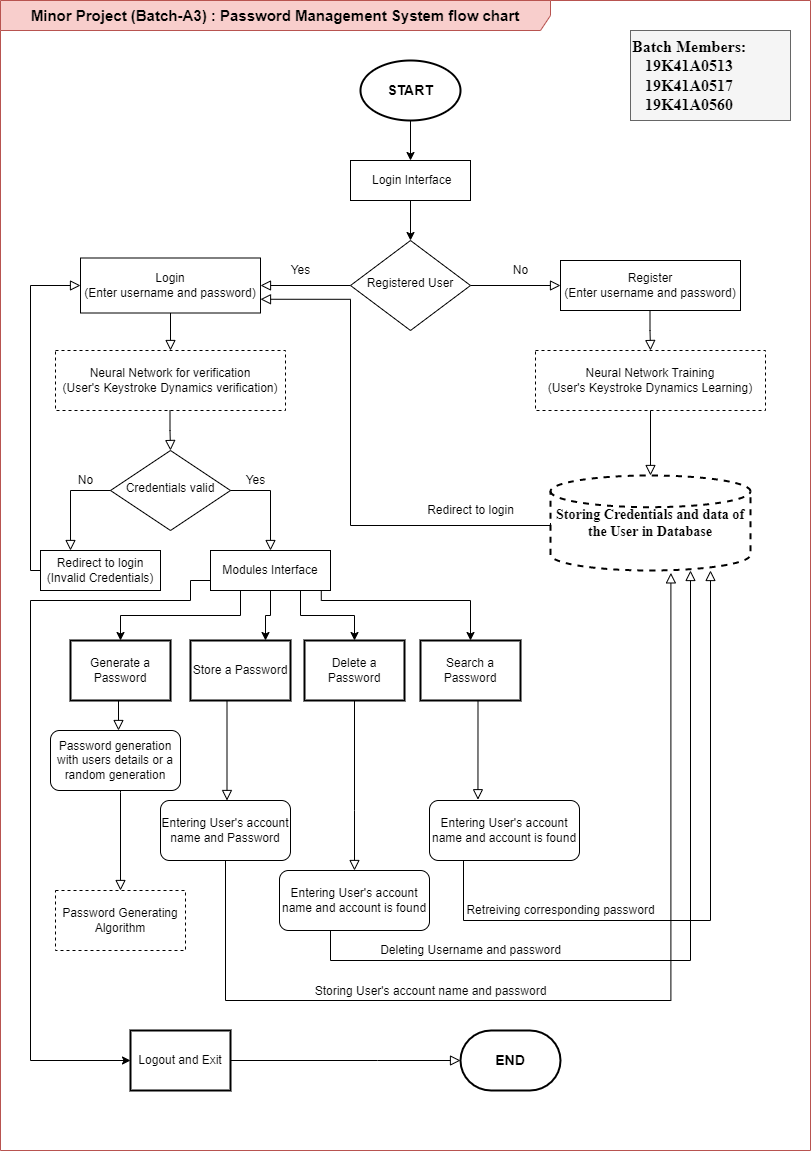 Minor Project (Batch-A3) : Password Management System flow chart
Batch Members:
19K41A0513
19K41A0517
19K41A0560
START
Login Interface
Registered User
Yes
No
Login
(Enter username and password)
Register
(Enter username and password)
Neural Network for verification
(User's Keystroke Dynamics verification)
Neural Network Training
(User's Keystroke Dynamics Learning)
Credentials valid
No
Yes
Redirect to login
Storing Credentials and data of
the User in Database
Redirect to login
(Invalid Credentials)
Modules Interface
Generate a
Password
Store a Password
Delete a
Password
Search a
Password
Password generation
with users details or a
random generation
Entering User's account
name and Password
Entering User's account
name and account is found
Entering User's account
name and account is found
Password Generating
Algorithm
Retreiving corresponding password
Deleting Username and password
Storing User's account name and password
Logout and Exit
END